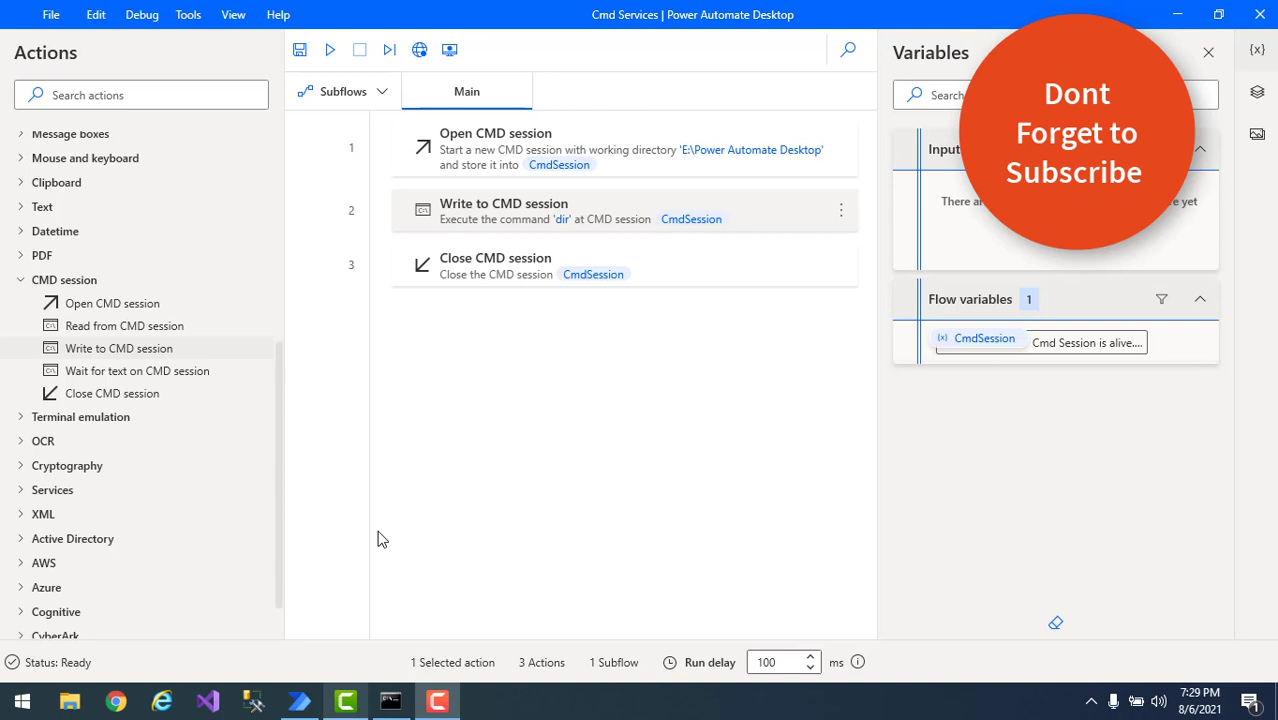 File Edit Debug Tools View Help
Cmd Services | Power Automate Desktop
Actions
Search actions
Message boxes
Mouse and keyboard
Clipboard
Text
Datetime
PDF
CMD session
Open CMD session
Read from CMD session
Write to CMD session
Wait for text on CMD session
Close CMD session
Terminal emulation
OCR
Cryptography
Services
XML
Active Directory
AWS
Azure
Cognitive
CyberArk
Status: Ready
Subflows Main
1 Open CMD session
Start a new CMD session with working directory 'E:\Power Automate Desktop'
and store it into CmdSession
2 Write to CMD session
Execute the command 'dir' at CMD session CmdSession
3 Close CMD session
Close the CMD session CmdSession
1 Selected action 3 Actions 1 Subflow Run delay 100 ms
Variables {x}
Dont
Forget to
Subscribe
Flow variables 1
{x} CmdSession Cmd Session is alive....
7:29 PM
8/6/2021
1